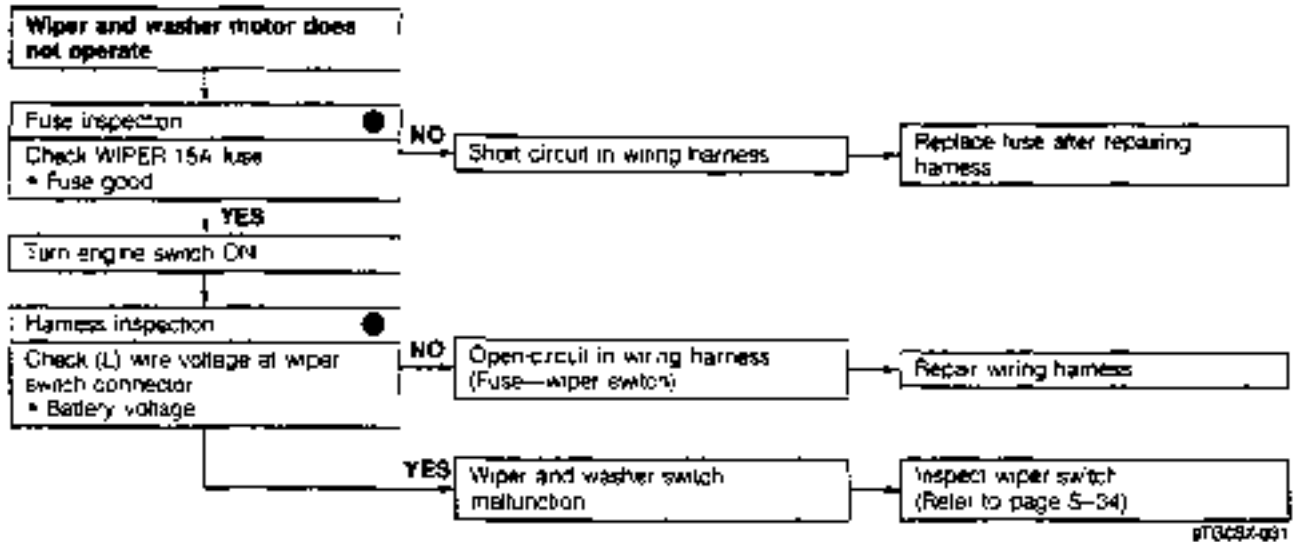 Wiper and washer motor does
not operate
Fuse inspection
Check WIPER 15A fuse
• Fuse good
NO
Short circuit in wiring harness
Replace fuse after repairing
harness
YES
Turn engine switch ON
Harness inspection
Check (L) wire voltage at wiper
switch connector
• Battery voltage
NO
Open-circuit in wiring harness
(Fuse—wiper switch)
Repair wiring harness
YES
Wiper and washer switch
malfunction
Inspect wiper switch
(Refer to page S–34)